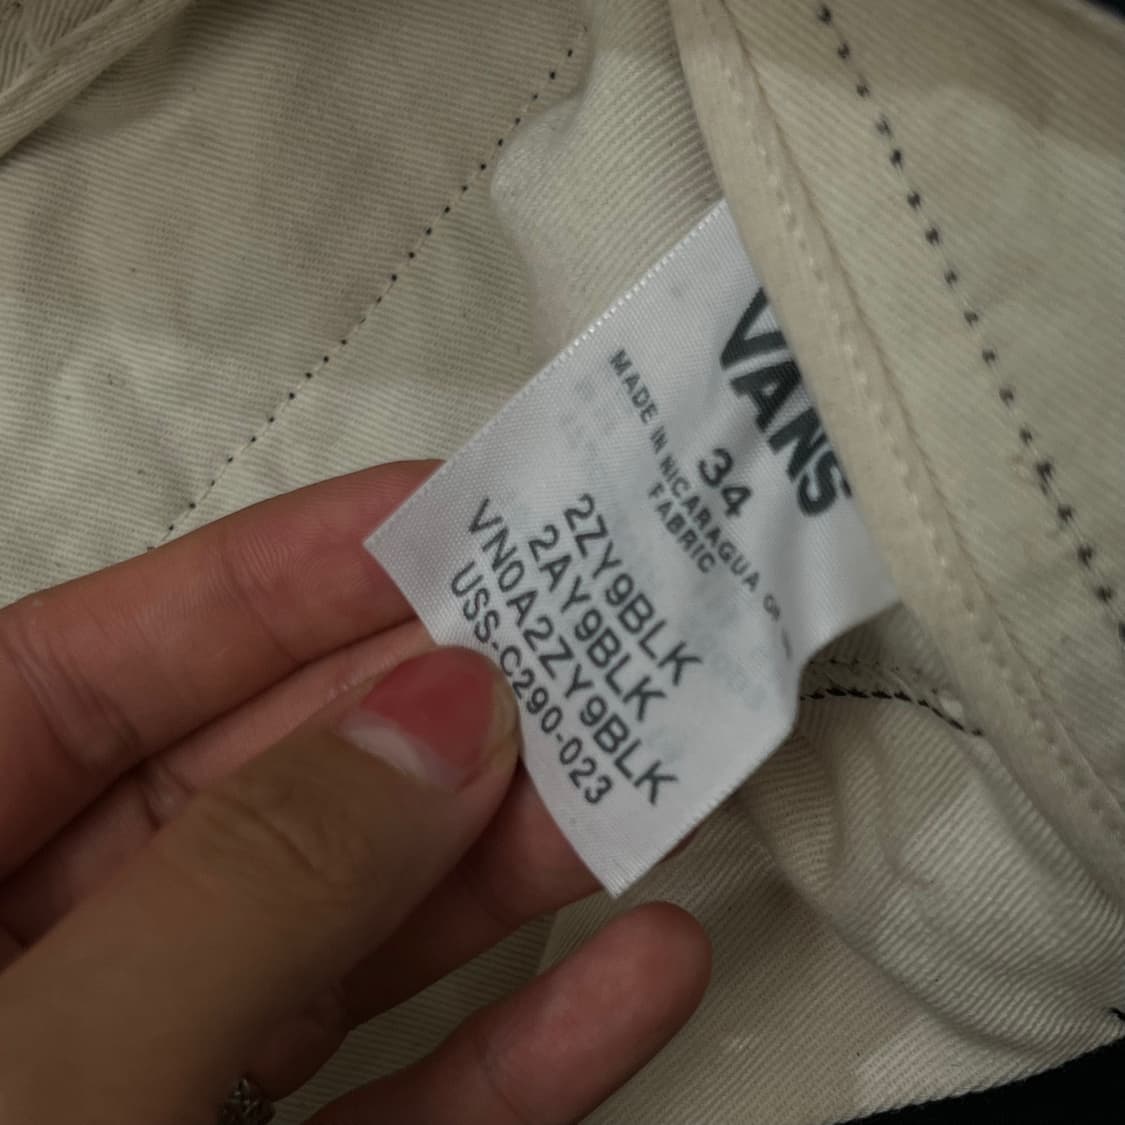 VANS
34
MADE IN NICARAGUA OF
FABRIC
2ZY9BLK
2AY9BLK
VN0A2ZY9BLK
USS-C290-023